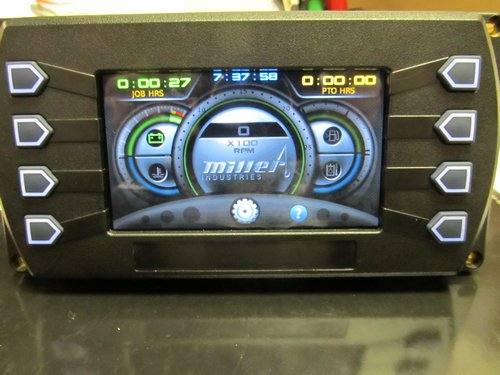 0:00:27
7:37:58
0:00:00
JOB HRS
PTO HRS
0
X100
RPM
miller
INDUSTRIES
?